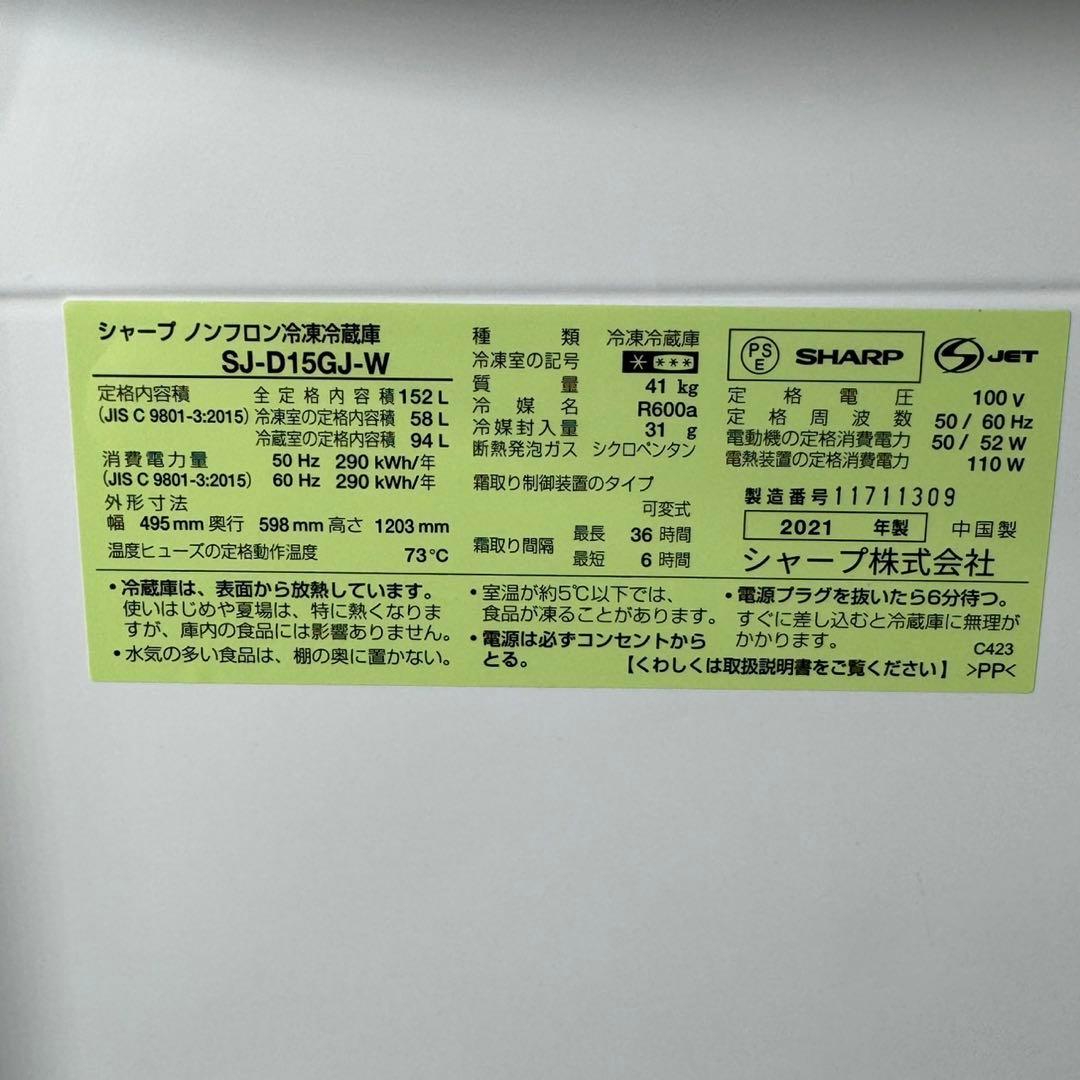 シャープ ノンフロン冷凍冷蔵庫
SJ-D15GJ-W
定格内容積 全定格内容積 152 L
(JIS C 9801-3:2015) 冷凍室の定格内容積 58 L
冷蔵室の定格内容積 94 L
消費電力量 50 Hz 290 kWh/年
(JIS C 9801-3:2015) 60 Hz 290 kWh/年
外形寸法
幅 495 mm 奥行 598 mm 高さ 1203 mm
温度ヒューズの定格動作温度 73℃
種類 冷凍冷蔵庫
冷凍室の記号 * ***
質量 41 kg
冷媒名 R600a
冷媒封入量 31 g
断熱発泡ガス シクロペンタン
霜取り制御装置のタイプ
可変式
霜取り間隔 最長 36 時間
最短 6 時間
PS E SHARP S JET
定格電圧 100 V
定格周波数 50 / 60 Hz
電動機の定格消費電力 50 / 52 W
電熱装置の定格消費電力 110 W
製造番号 11711309
2021 年製 中国製
シャープ株式会社
・冷蔵庫は、表面から放熱しています。
使いはじめや夏場は、特に熱くなりま
すが、庫内の食品には影響ありません。
・水気の多い食品は、棚の奥に置かない。
・室温が約5℃以下では、
食品が凍ることがあります。
・電源は必ずコンセントから
とる。
・電源プラグを抜いたら6分待つ。
すぐに差し込むと冷蔵庫に無理が
かかります。 C423
【くわしくは取扱説明書をご覧ください】 >PP<